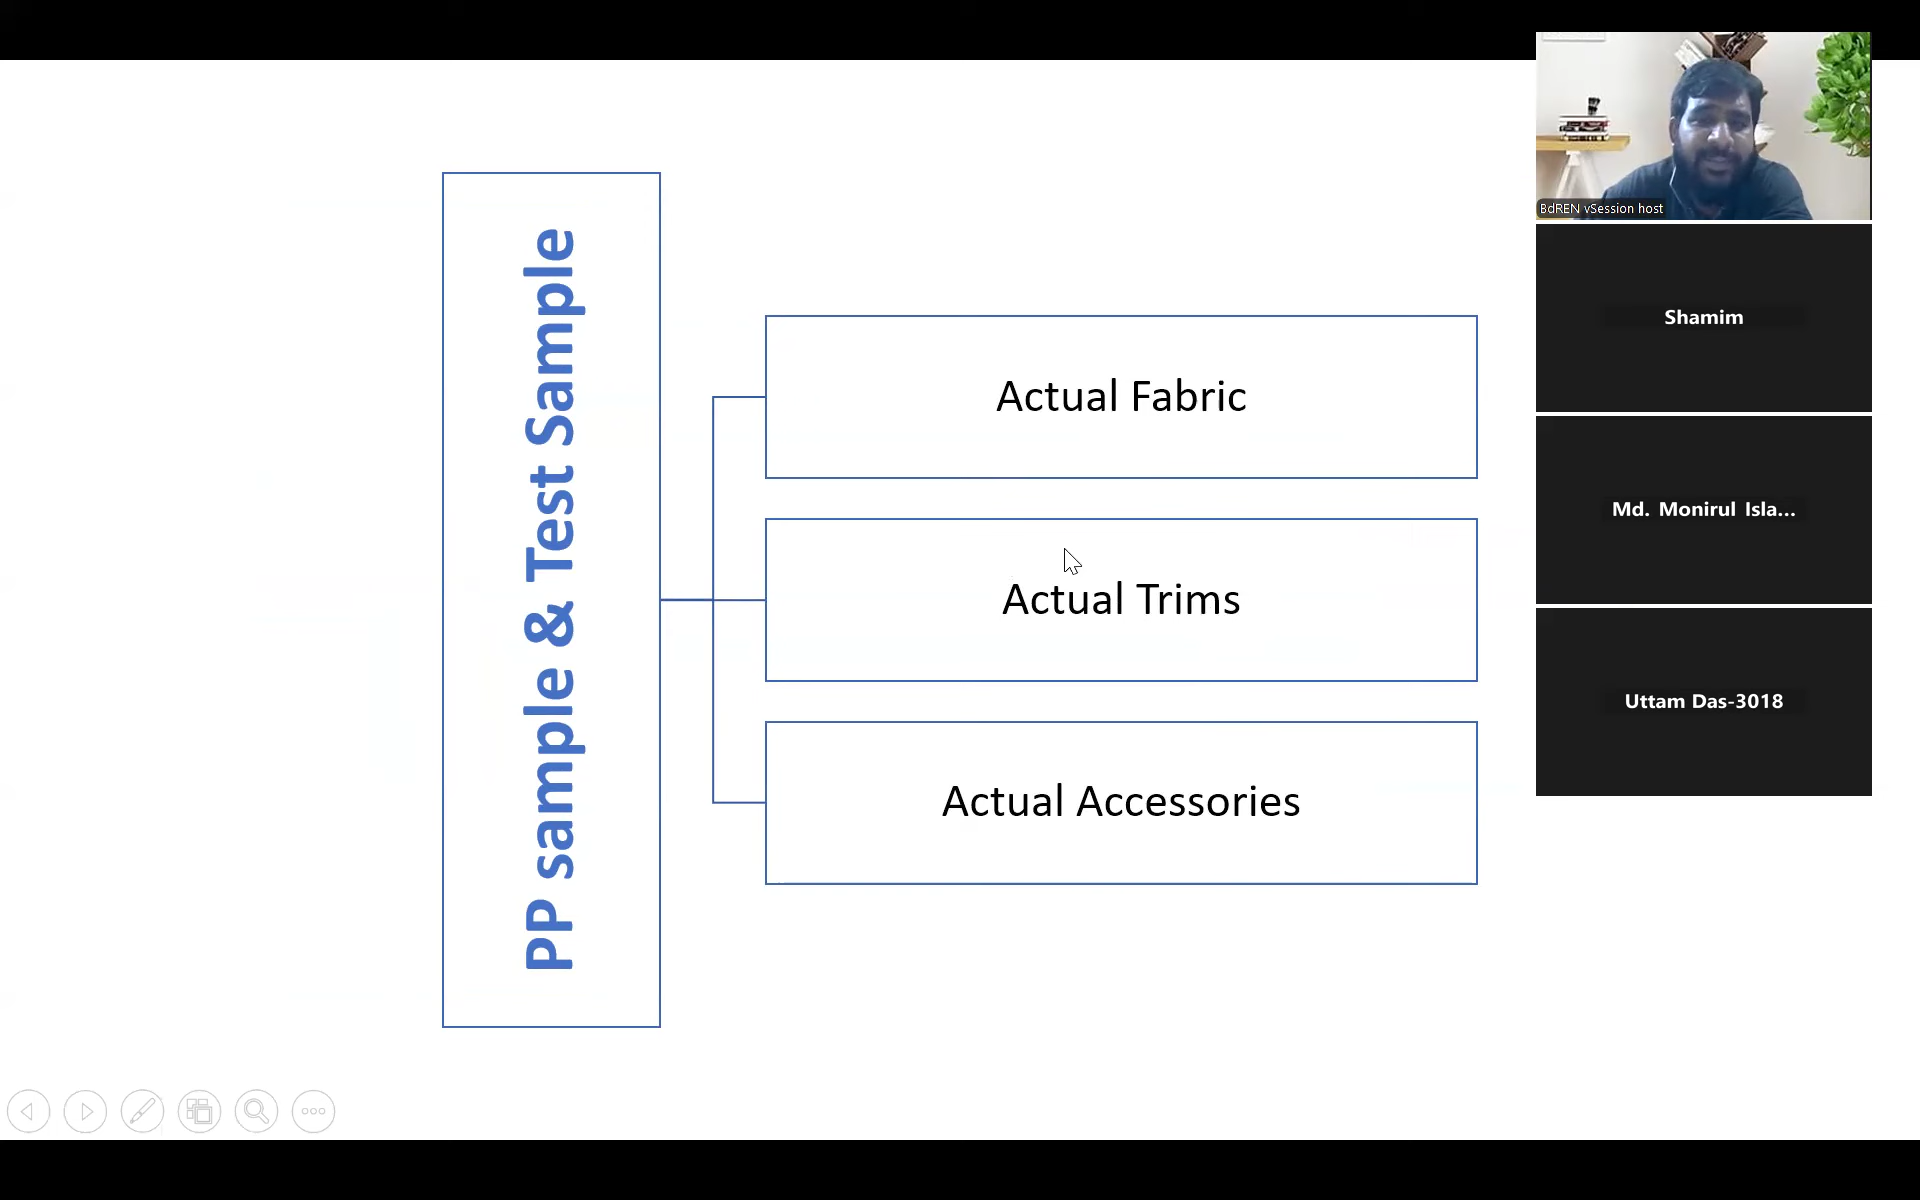 PP sample & Test Sample
Actual Fabric
Actual Trims
Actual Accessories
BdREN vSession host
Shamim
Md. Monirul Isla...
Uttam Das-3018